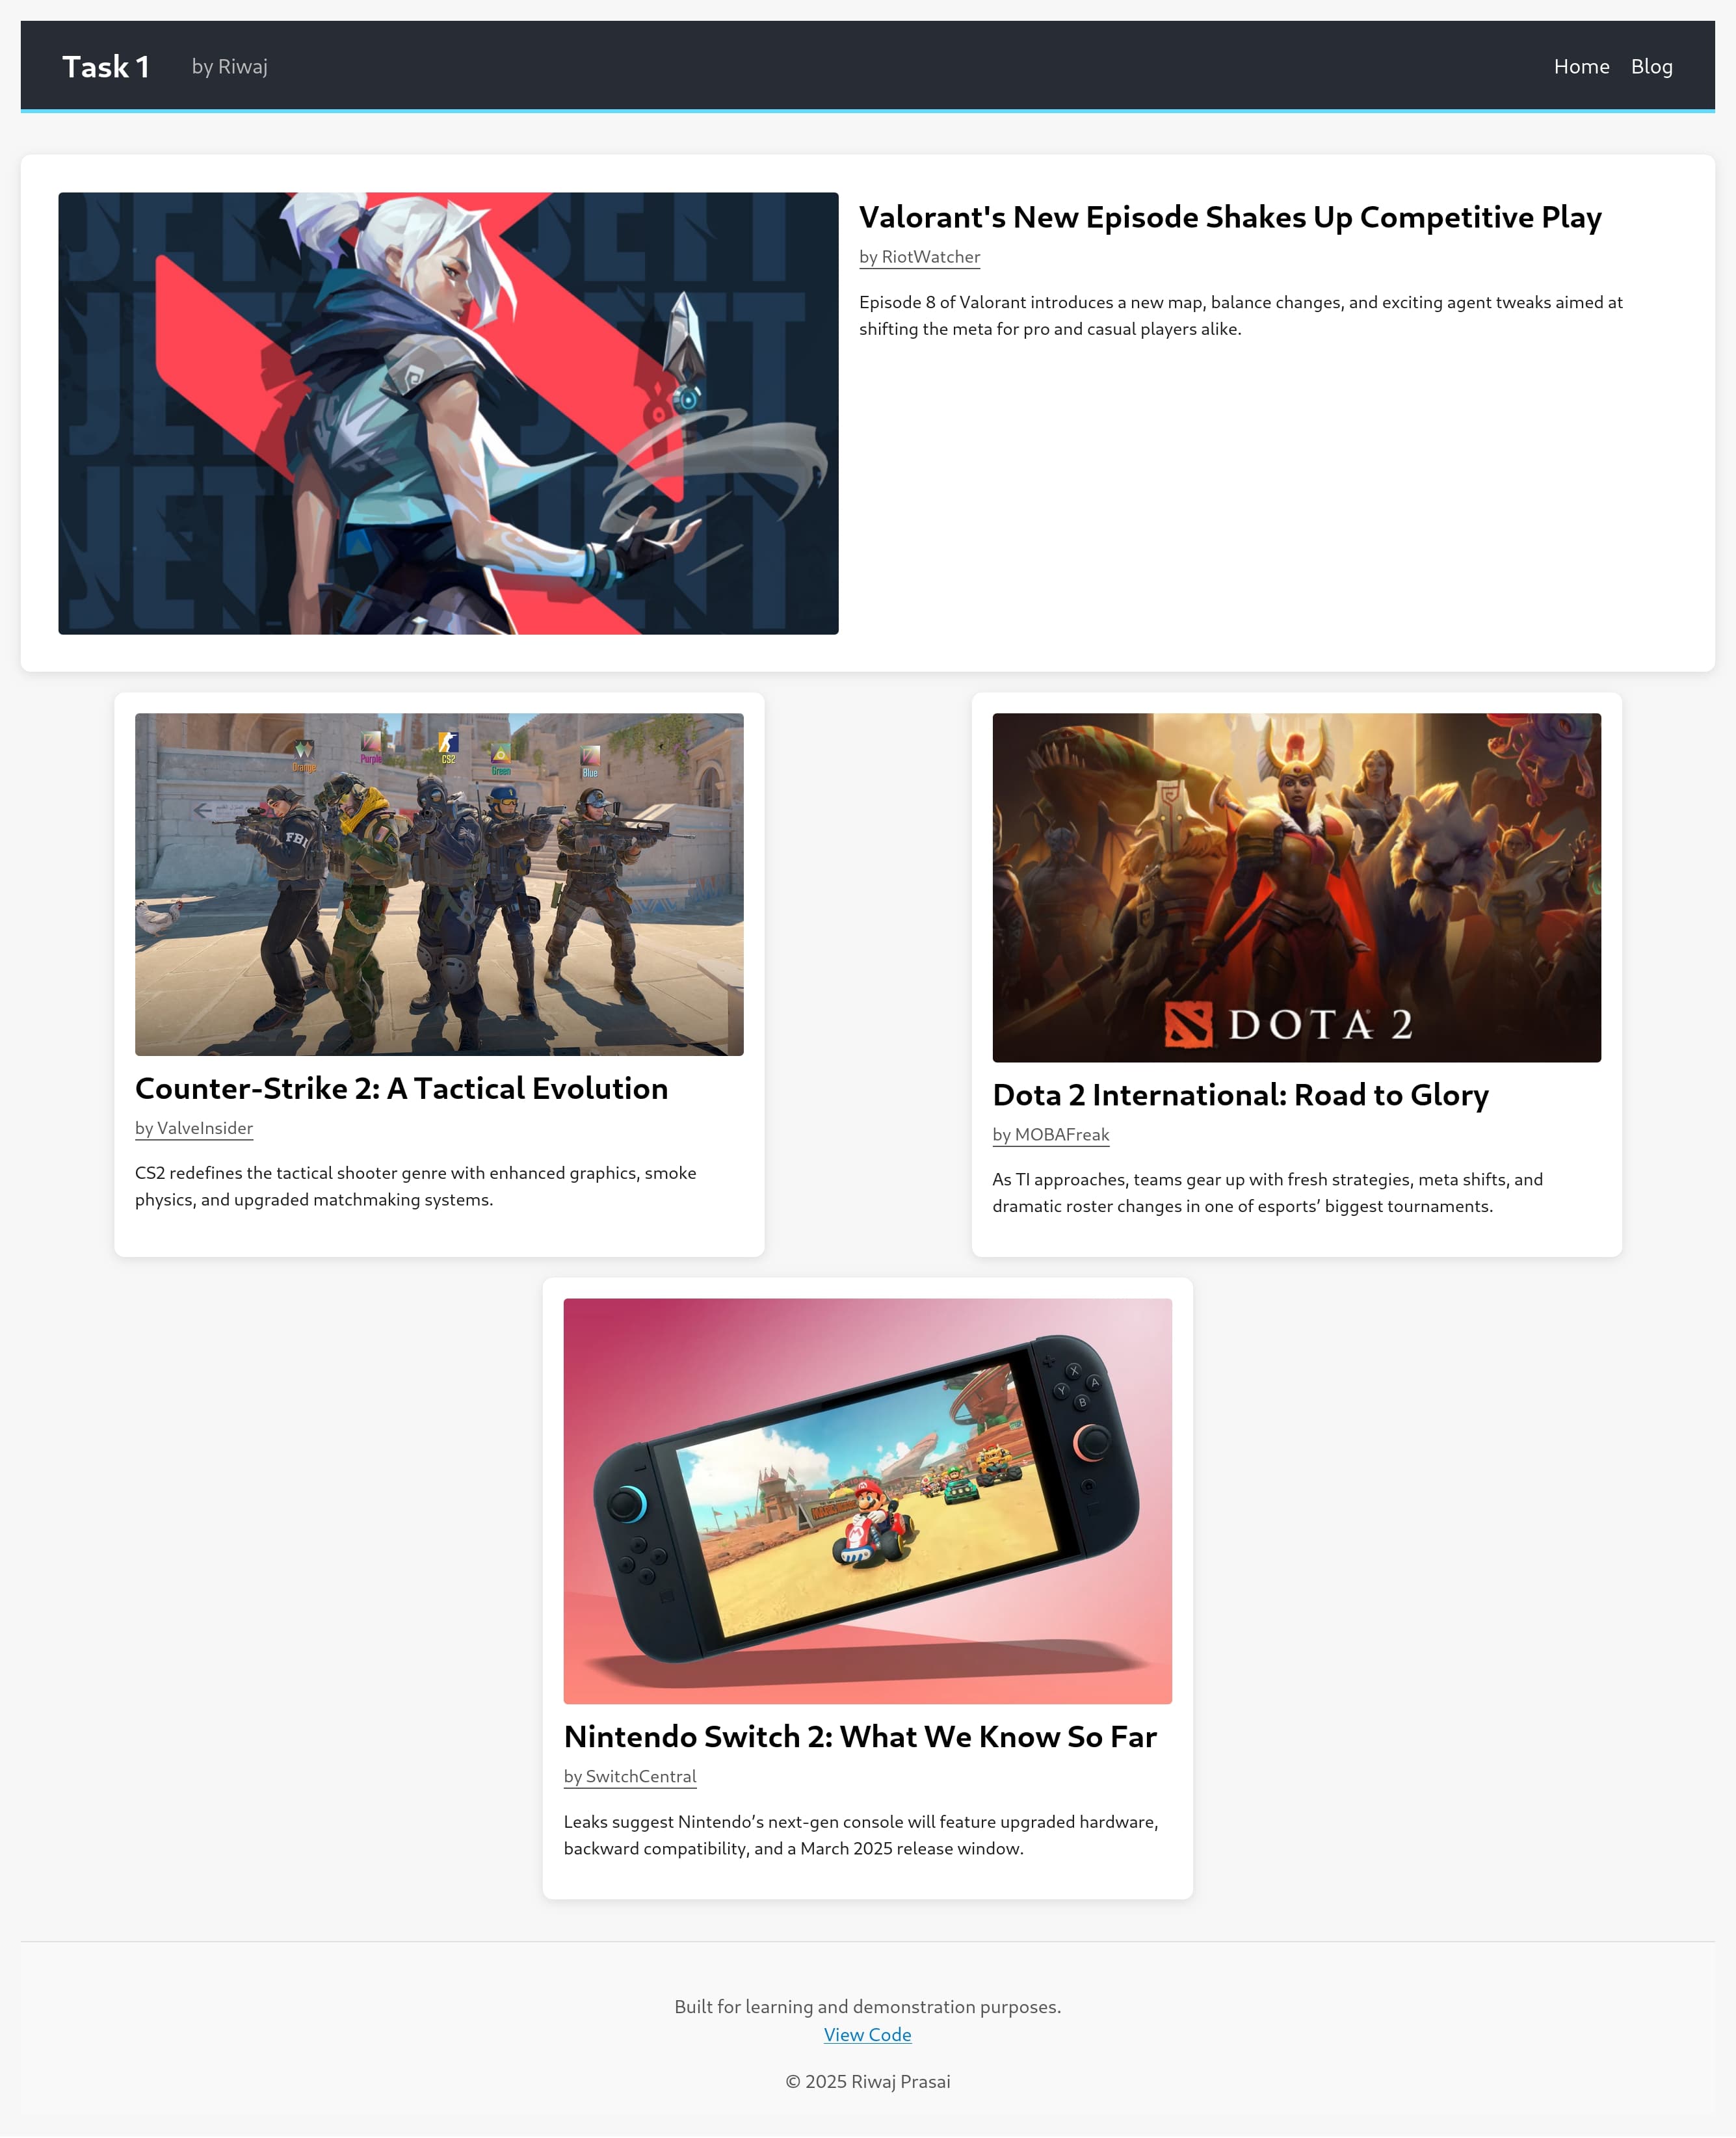 Task 1 by Riwaj Home Blog
JETT JETT
Valorant's New Episode Shakes Up Competitive Play
by RiotWatcher
Episode 8 of Valorant introduces a new map, balance changes, and exciting agent tweaks aimed at
shifting the meta for pro and casual players alike.
Orange Purple CS2 Green Blue
FBI
Counter-Strike 2: A Tactical Evolution
by ValveInsider
CS2 redefines the tactical shooter genre with enhanced graphics, smoke
physics, and upgraded matchmaking systems.
DOTA 2
Dota 2 International: Road to Glory
by MOBAFreak
As TI approaches, teams gear up with fresh strategies, meta shifts, and
dramatic roster changes in one of esports’ biggest tournaments.
X
Y A
B
Nintendo Switch 2: What We Know So Far
by SwitchCentral
Leaks suggest Nintendo’s next-gen console will feature upgraded hardware,
backward compatibility, and a March 2025 release window.
Built for learning and demonstration purposes.
View Code
© 2025 Riwaj Prasai